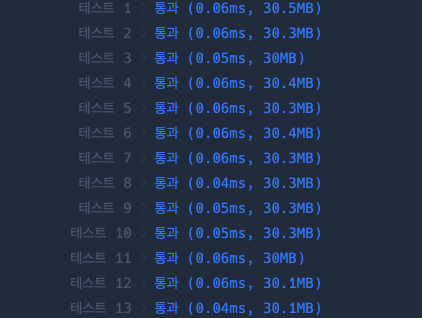 테스트 1 > 통과 (0.06ms, 30.5MB)
테스트 2 > 통과 (0.06ms, 30.3MB)
테스트 3 > 통과 (0.05ms, 30MB)
테스트 4 > 통과 (0.06ms, 30.4MB)
테스트 5 > 통과 (0.06ms, 30.3MB)
테스트 6 > 통과 (0.06ms, 30.4MB)
테스트 7 > 통과 (0.06ms, 30.3MB)
테스트 8 > 통과 (0.04ms, 30.3MB)
테스트 9 > 통과 (0.05ms, 30.3MB)
테스트 10 > 통과 (0.05ms, 30.3MB)
테스트 11 > 통과 (0.06ms, 30MB)
테스트 12 > 통과 (0.06ms, 30.1MB)
테스트 13 > 통과 (0.04ms, 30.1MB)